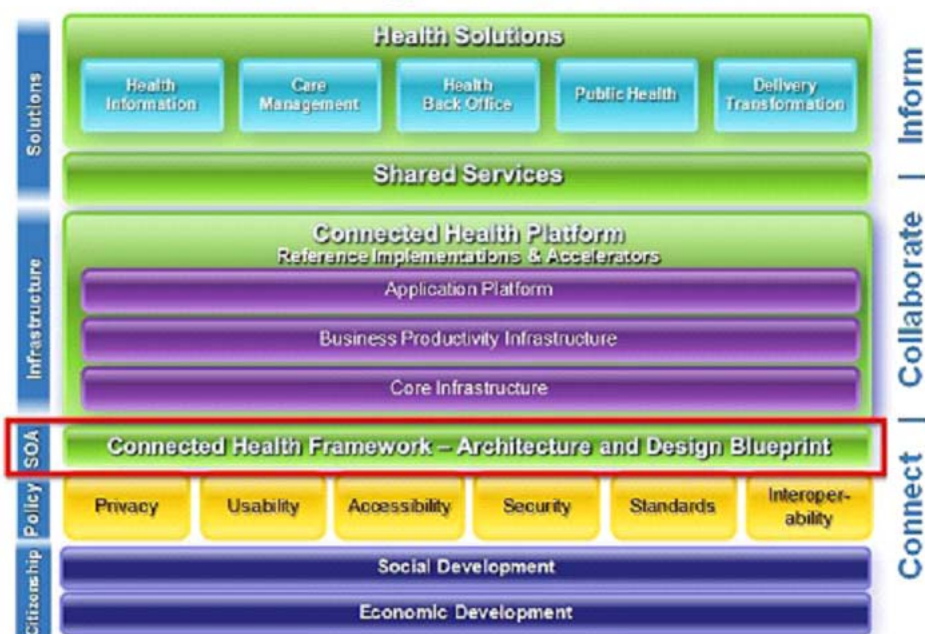 Health Solutions
Health
Information
Care
Management
Health
Back Office
Public Health
Delivery
Transformation
Shared Services
Connected Health Platform
Reference Implementations & Accelerators
Application Platform
Business Productivity Infrastructure
Core Infrastructure
Connected Health Framework – Architecture and Design Blueprint
Privacy
Usability
Accessibility
Security
Standards
Interoper-
ability
Social Development
Economic Development
Solutions
Infrastructure
SOA
Policy
Citizenship
Connect | Collaborate | Inform